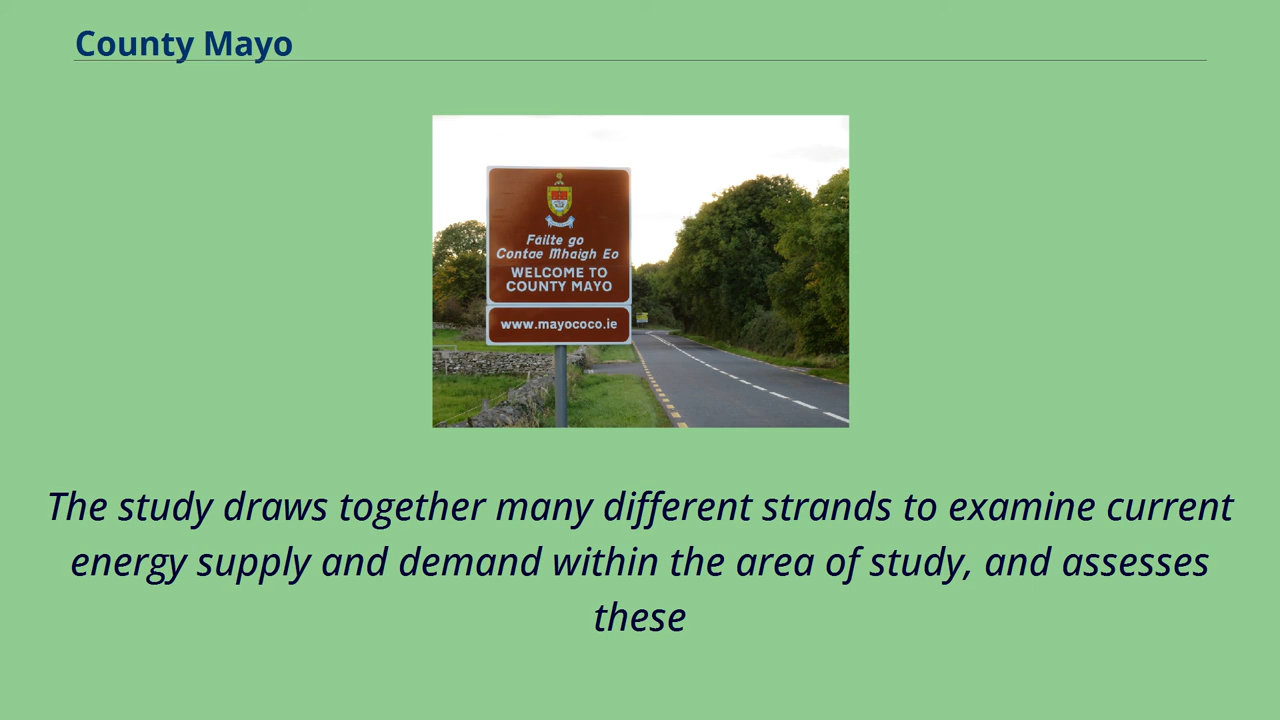 County Mayo
Fáilte go
Contae Mhaigh Eo
WELCOME TO
COUNTY MAYO
www.mayococo.ie
The study draws together many different strands to examine current
energy supply and demand within the area of study, and assesses
these